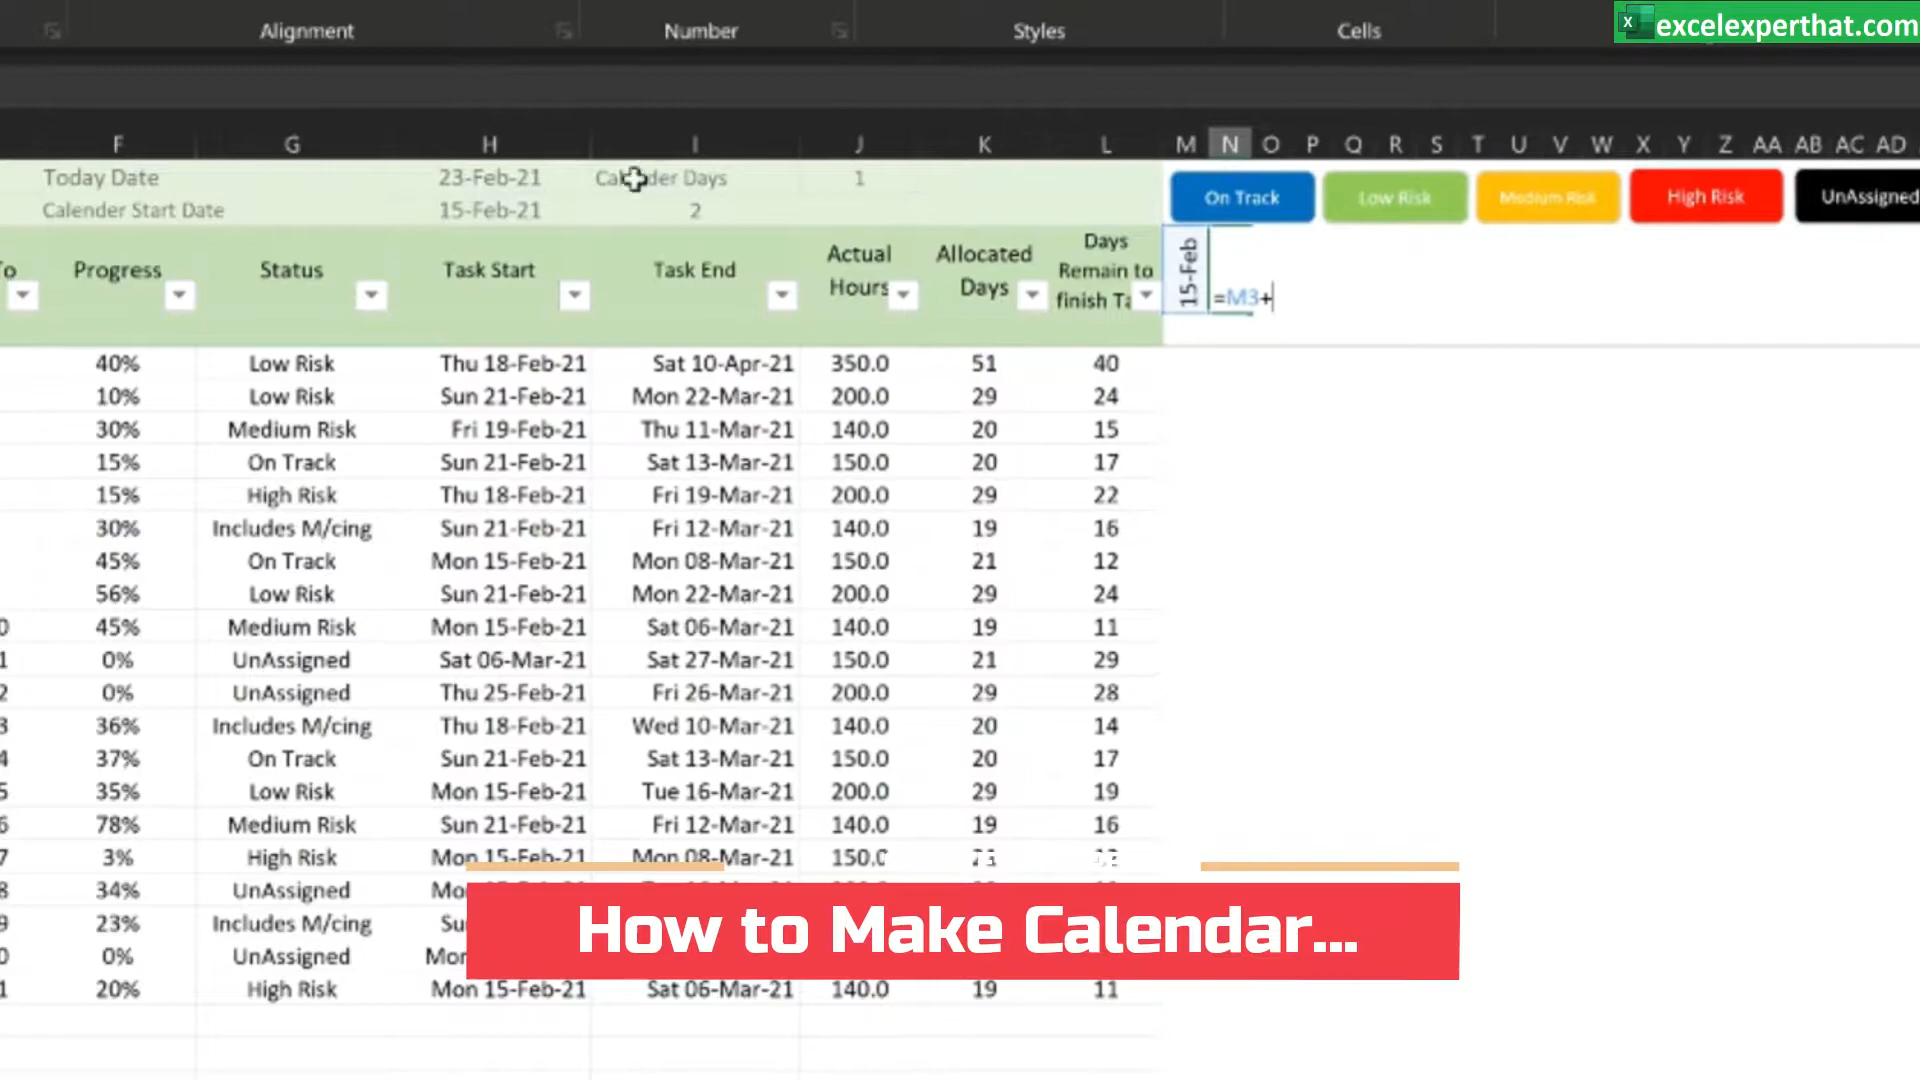 Alignment Number Styles Cells
excelexperthat.com
F G H I J K L M N O P Q R S T U V W X Y Z AA AB AC AD
Today Date 23-Feb-21 Calender Days 1
Calender Start Date 15-Feb-21 2
On Track Low Risk Medium Risk High Risk UnAssigned
To Progress Status Task Start Task End Actual Hours Allocated Days Days Remain to finish Ta 15-Feb =M3+
40% Low Risk Thu 18-Feb-21 Sat 10-Apr-21 350.0 51 40
10% Low Risk Sun 21-Feb-21 Mon 22-Mar-21 200.0 29 24
30% Medium Risk Fri 19-Feb-21 Thu 11-Mar-21 140.0 20 15
15% On Track Sun 21-Feb-21 Sat 13-Mar-21 150.0 20 17
15% High Risk Thu 18-Feb-21 Fri 19-Mar-21 200.0 29 22
30% Includes M/cing Sun 21-Feb-21 Fri 12-Mar-21 140.0 19 16
45% On Track Mon 15-Feb-21 Mon 08-Mar-21 150.0 21 12
56% Low Risk Sun 21-Feb-21 Mon 22-Mar-21 200.0 29 24
0 45% Medium Risk Mon 15-Feb-21 Sat 06-Mar-21 140.0 19 11
1 0% UnAssigned Sat 06-Mar-21 Sat 27-Mar-21 150.0 21 29
2 0% UnAssigned Thu 25-Feb-21 Fri 26-Mar-21 200.0 29 28
3 36% Includes M/cing Thu 18-Feb-21 Wed 10-Mar-21 140.0 20 14
4 37% On Track Sun 21-Feb-21 Sat 13-Mar-21 150.0 20 17
5 35% Low Risk Mon 15-Feb-21 Tue 16-Mar-21 200.0 29 19
6 78% Medium Risk Sun 21-Feb-21 Fri 12-Mar-21 140.0 19 16
7 3% High Risk Mon 15-Feb-21 Mon 08-Mar-21 150.0
8 34% UnAssigned Mo
9 23% Includes M/cing Su
0 0% UnAssigned Mon
1 20% High Risk Mon 15-Feb-21 Sat 06-Mar-21 140.0 19 11
How to Make Calendar...